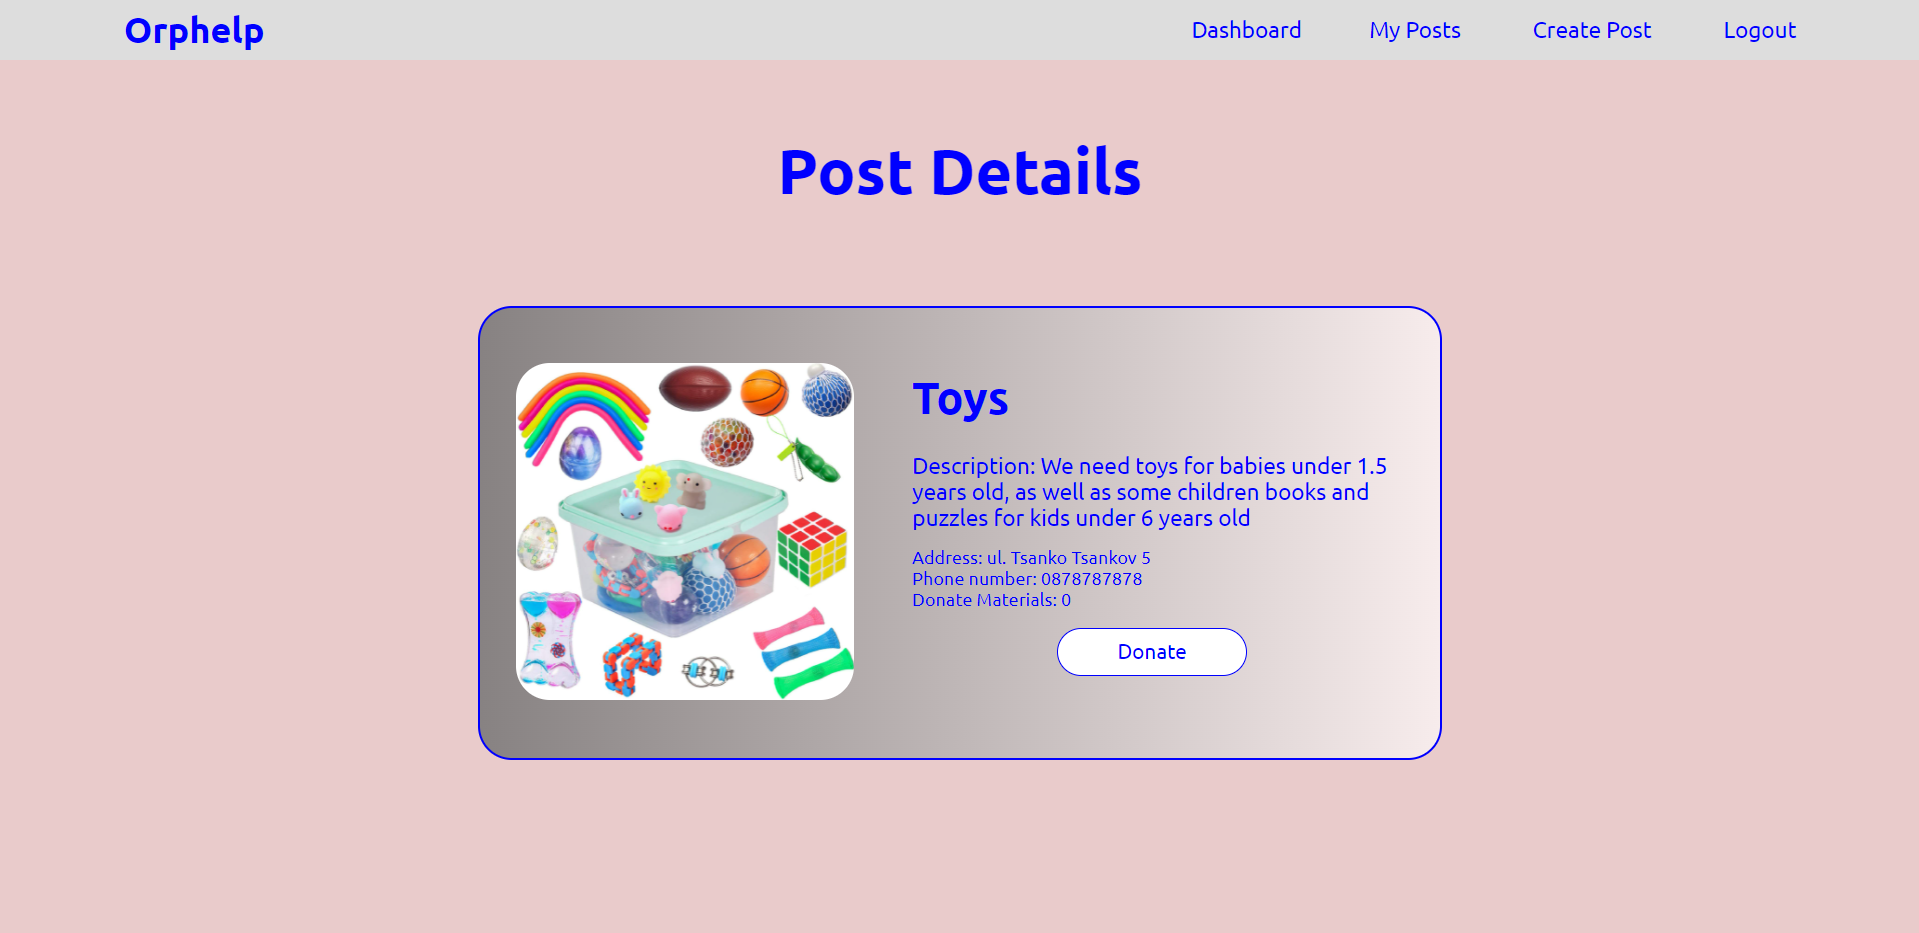 Orphelp
Dashboard
My Posts
Create Post
Logout
Post Details
Toys
Description: We need toys for babies under 1.5
years old, as well as some children books and
puzzles for kids under 6 years old
Address: ul. Tsanko Tsankov 5
Phone number: 0878787878
Donate Materials: 0
Donate